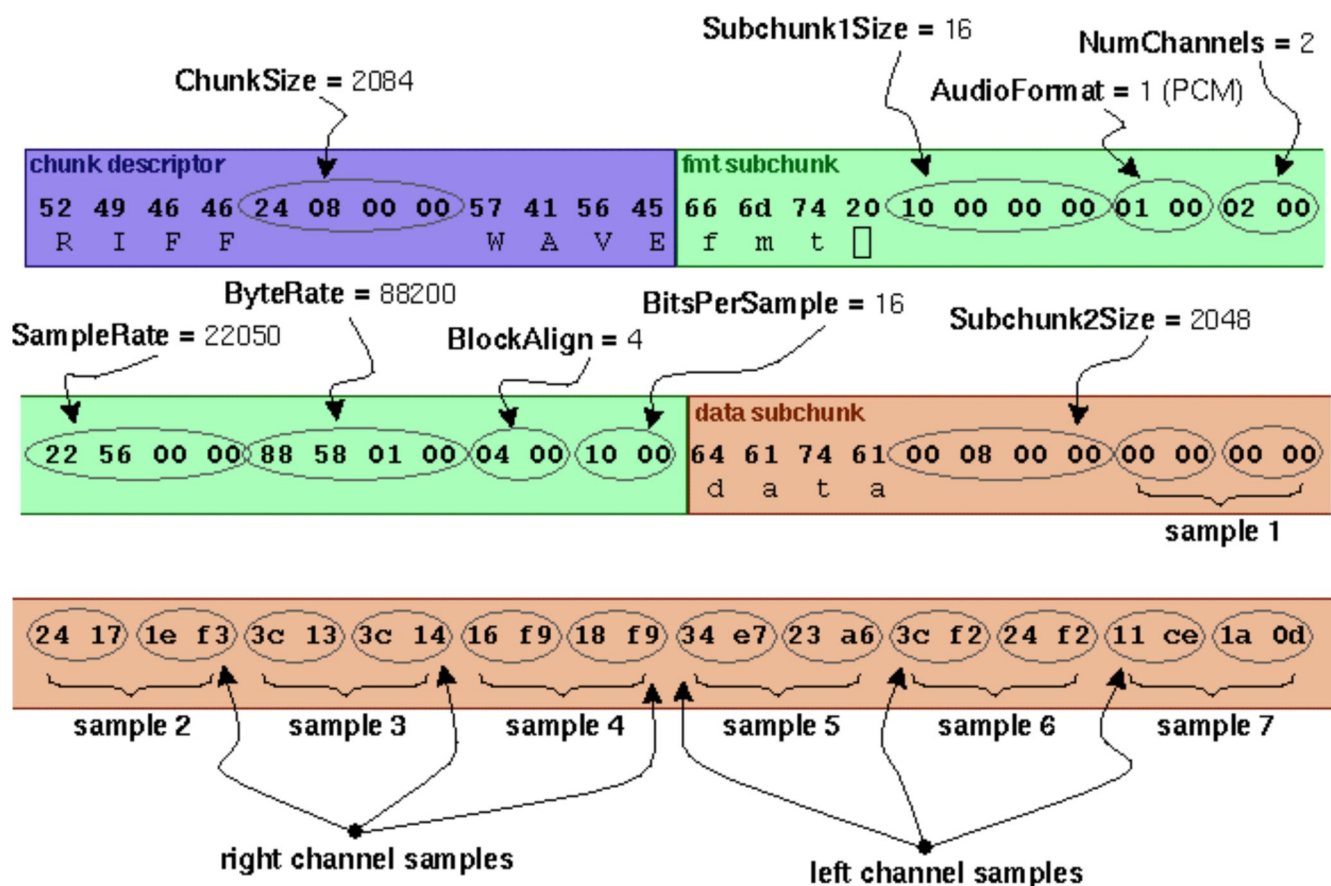 Subchunk1Size = 16
NumChannels = 2
ChunkSize = 2084
AudioFormat = 1 (PCM)
chunk descriptor
fmt subchunk
52 49 46 46 24 08 00 00 57 41 56 45 66 6d 74 20 10 00 00 00 01 00 02 00
R I F F W A V E f m t
ByteRate = 88200
BitsPerSample = 16
SampleRate = 22050
BlockAlign = 4
Subchunk2Size = 2048
data subchunk
22 56 00 00 88 58 01 00 04 00 10 00 64 61 74 61 00 08 00 00 00 00 00 00
d a t a
sample 1
24 17 1e f3 3c 13 3c 14 16 f9 18 f9 34 e7 23 a6 3c f2 24 f2 11 ce 1a 0d
sample 2 sample 3 sample 4 sample 5 sample 6 sample 7
right channel samples
left channel samples